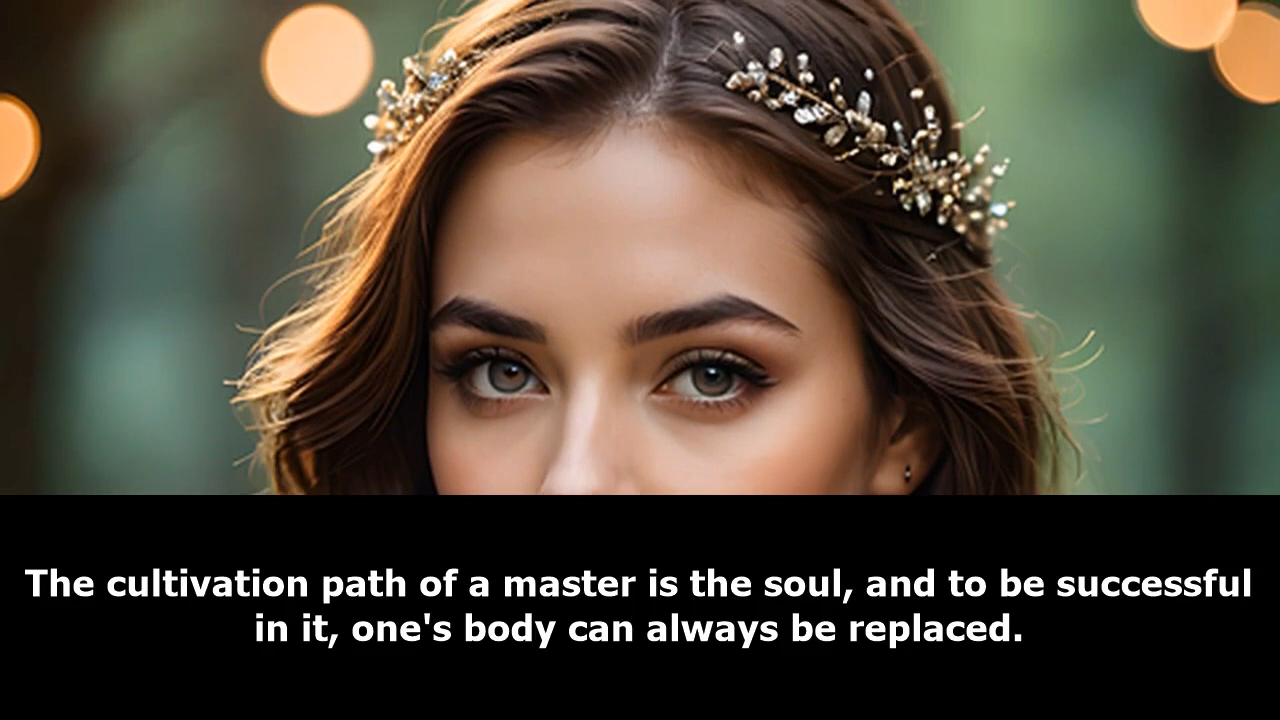 The cultivation path of a master is the soul, and to be successful
in it, one's body can always be replaced.